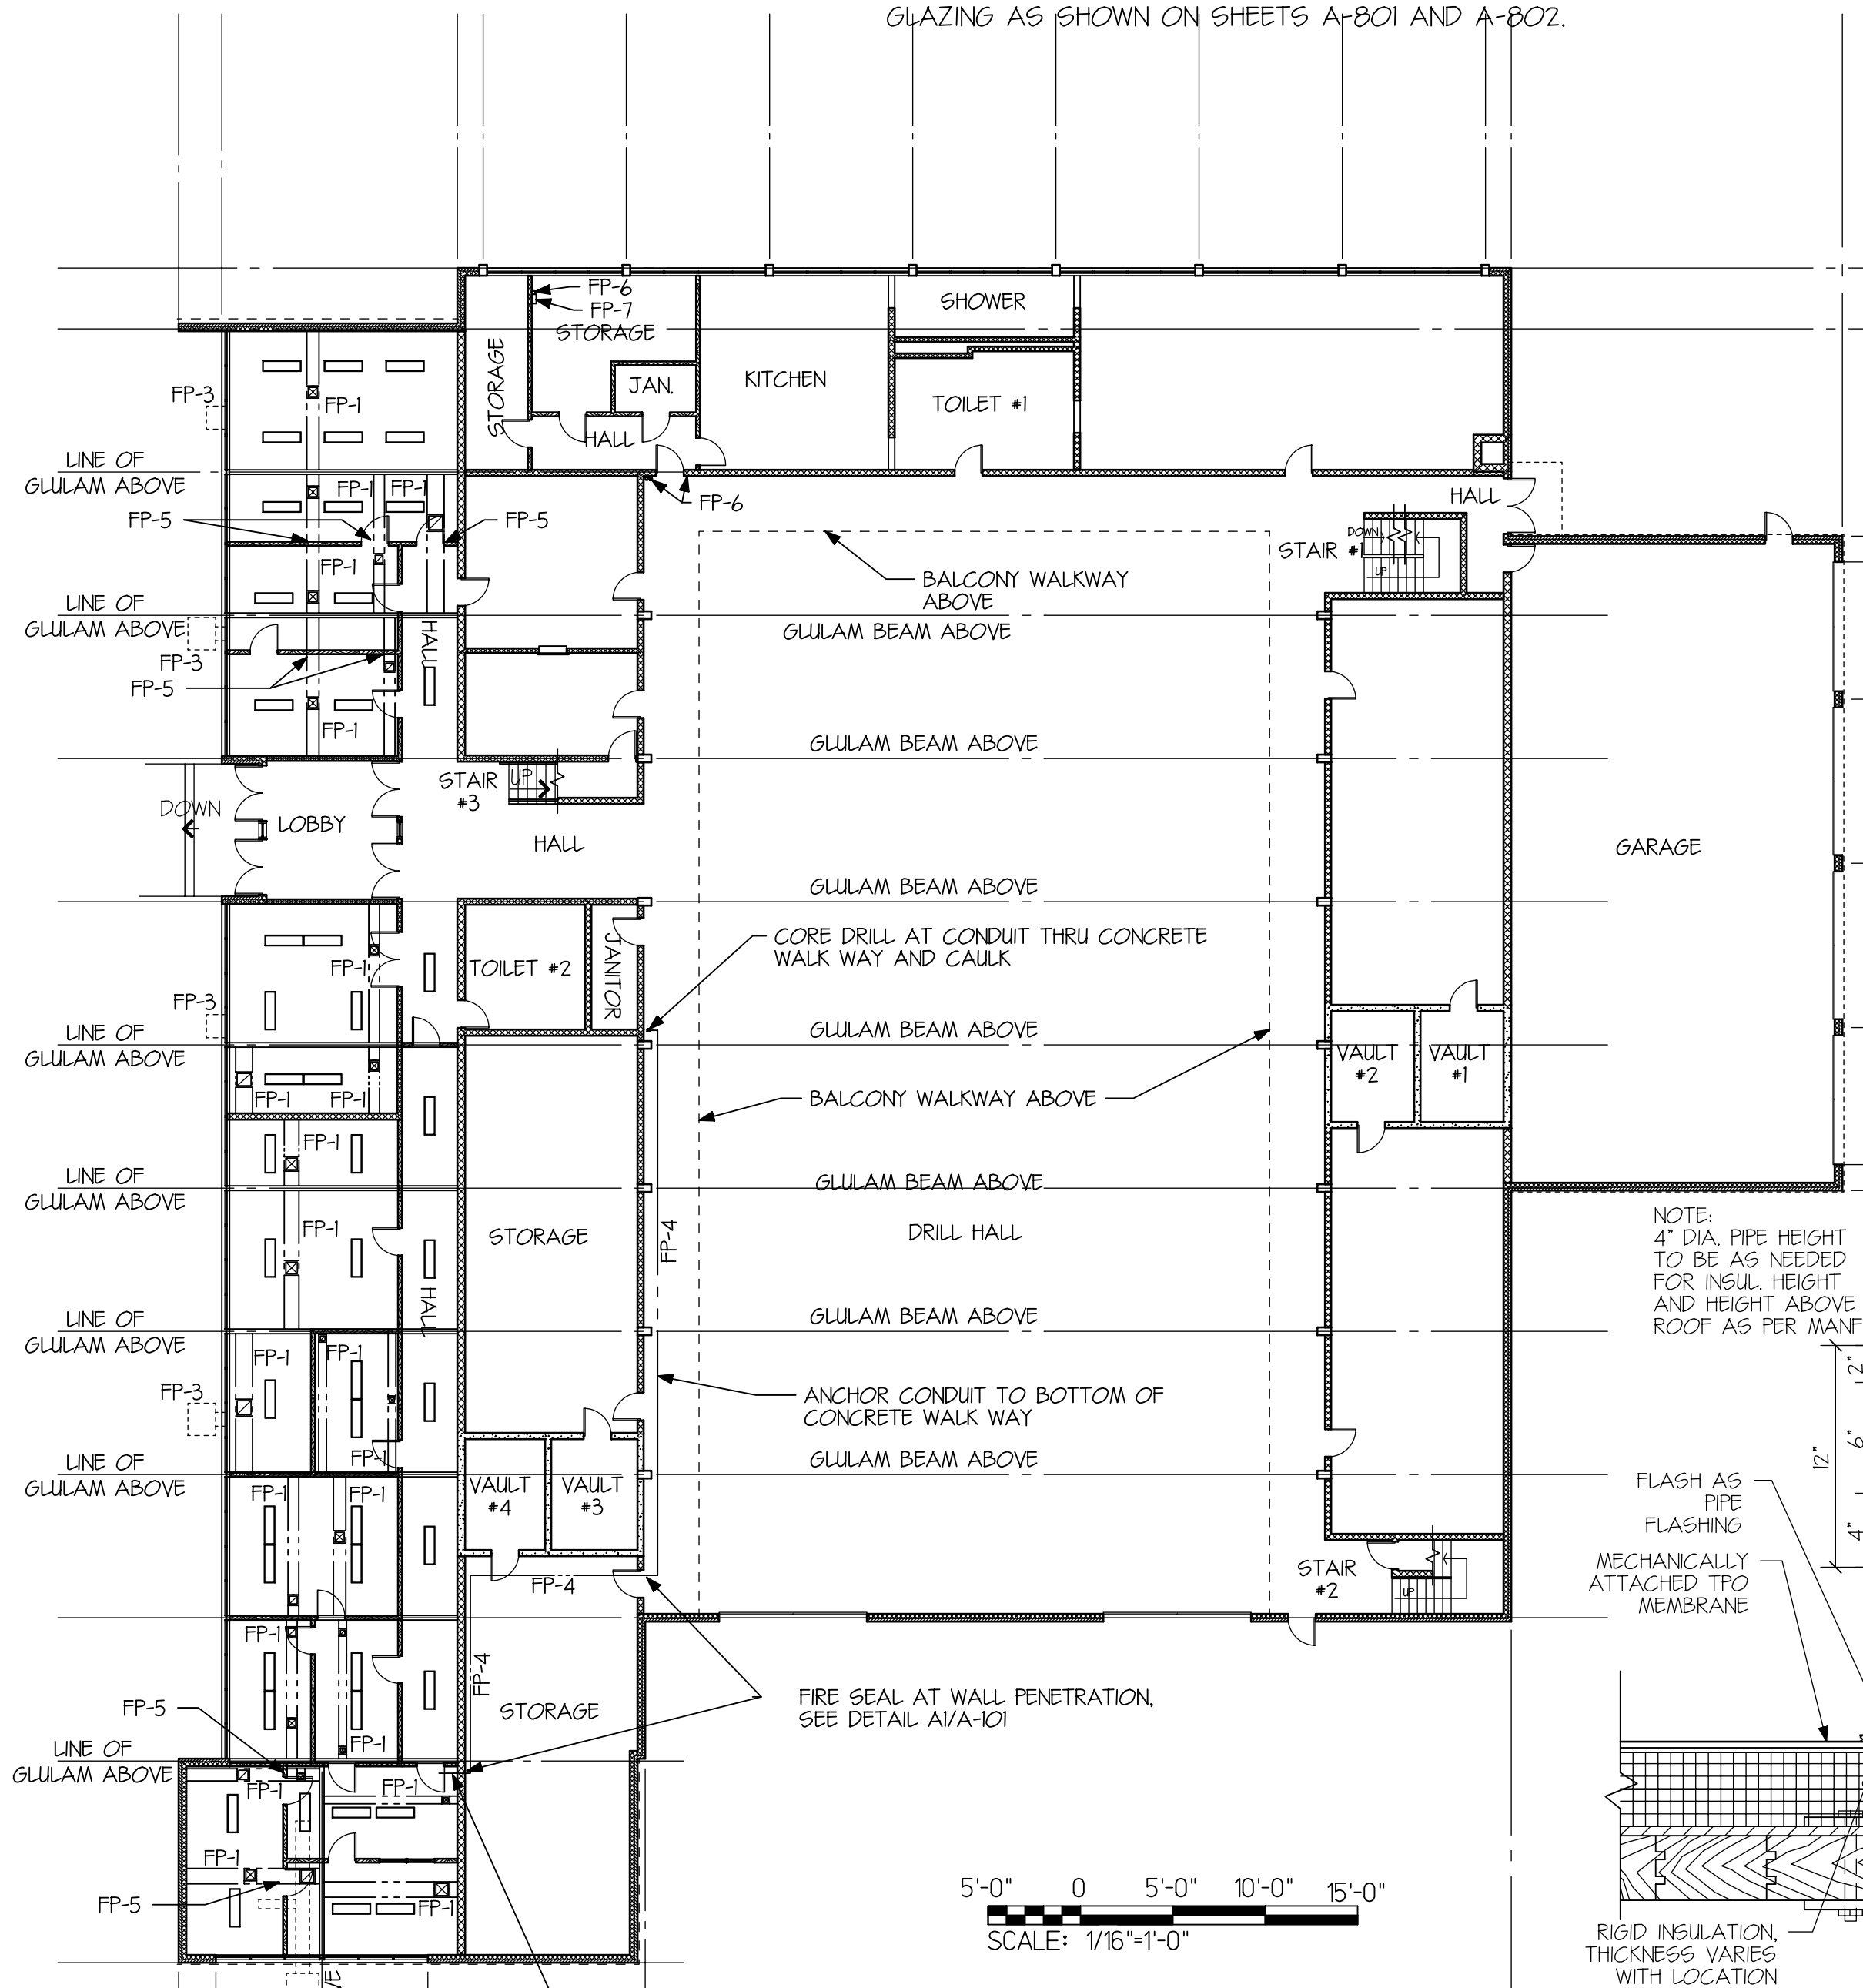 GLAZING AS SHOWN ON SHEETS A-801 AND A-802.
FP-6
FP-7
STORAGE
STORAGE
JAN.
HALL
KITCHEN
SHOWER
TOILET #1
FP-3
FP-1
LINE OF
GLULAM ABOVE
FP-1
FP-1
FP-5
FP-5
FP-6
HALL
DOWN
STAIR #1
UP
FP-1
BALCONY WALKWAY
ABOVE
LINE OF
GLULAM ABOVE
GLULAM BEAM ABOVE
HALL
FP-3
FP-5
FP-1
GLULAM BEAM ABOVE
STAIR
#3
UP
DOWN
LOBBY
HALL
GARAGE
GLULAM BEAM ABOVE
CORE DRILL AT CONDUIT THRU CONCRETE
WALK WAY AND CAULK
TOILET #2
JANITOR
FP-1
FP-3
LINE OF
GLULAM ABOVE
GLULAM BEAM ABOVE
VAULT
#2
VAULT
#1
FP-1
FP-1
BALCONY WALKWAY ABOVE
FP-1
LINE OF
GLULAM ABOVE
GLULAM BEAM ABOVE
FP-1
STORAGE
FP-4
DRILL HALL
NOTE:
4" DIA. PIPE HEIGHT
TO BE AS NEEDED
FOR INSUL. HEIGHT
AND HEIGHT ABOVE
ROOF AS PER MANF
HALL
LINE OF
GLULAM ABOVE
GLULAM BEAM ABOVE
FP-1
FP-1
FP-3
ANCHOR CONDUIT TO BOTTOM OF
CONCRETE WALK WAY
2"
6"
12"
4"
FP-1
LINE OF
GLULAM ABOVE
GLULAM BEAM ABOVE
FP-1
FP-1
VAULT
#4
VAULT
#3
FLASH AS
PIPE
FLASHING
MECHANICALLY
ATTACHED TPO
MEMBRANE
FP-4
STAIR
#2
UP
FP-1
FP-4
STORAGE
FIRE SEAL AT WALL PENETRATION,
SEE DETAIL A1/A-101
FP-5
FP-1
LINE OF
GLULAM ABOVE
FP-1
FP-1
FP-1
FP-5
FP-1
5'-0" 0 5'-0" 10'-0" 15'-0"
SCALE: 1/16"=1'-0"
RIGID INSULATION,
THICKNESS VARIES
WITH LOCATION